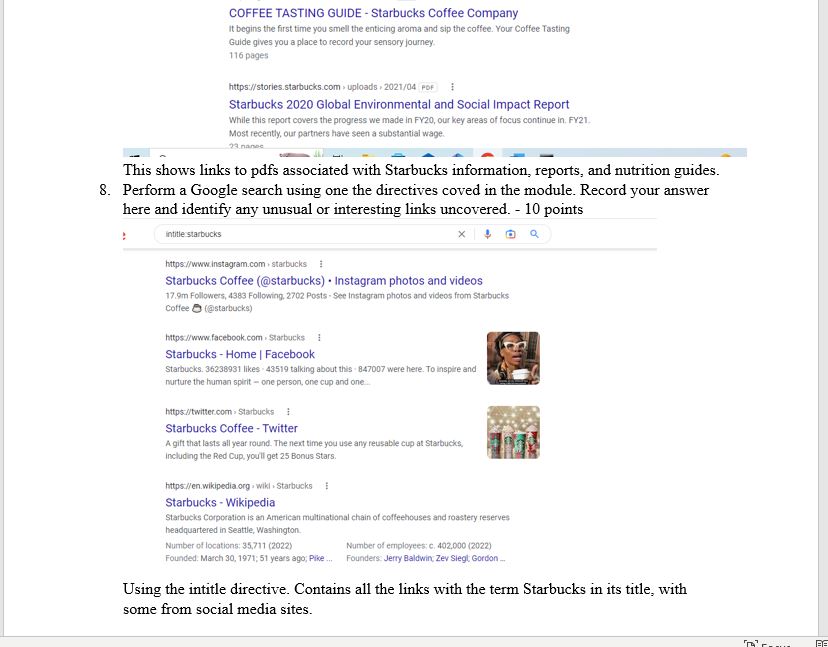 COFFEE TASTING GUIDE - Starbucks Coffee Company
It begins the first time you smell the enticing aroma and sip the coffee. Your Coffee Tasting
Guide gives you a place to record your sensory journey.
116 pages
https://stories.starbucks.com › uploads › 2021/04 PDF
Starbucks 2020 Global Environmental and Social Impact Report
While this report covers the progress we made in FY20, our key areas of focus continue in. FY21.
Most recently, our partners have seen a substantial wage.
23 pages
This shows links to pdfs associated with Starbucks information, reports, and nutrition guides.
8. Perform a Google search using one the directives coved in the module. Record your answer
here and identify any unusual or interesting links uncovered. - 10 points
intitle:starbucks
https://www.instagram.com › starbucks
Starbucks Coffee (@starbucks) • Instagram photos and videos
17.9m Followers, 4383 Following, 2702 Posts - See Instagram photos and videos from Starbucks
Coffee ☕ (@starbucks)
https://www.facebook.com › Starbucks
Starbucks - Home | Facebook
Starbucks. 36238931 likes · 43519 talking about this · 847007 were here. To inspire and
nurture the human spirit – one person, one cup and one...
https://twitter.com › Starbucks
Starbucks Coffee - Twitter
A gift that lasts all year round. The next time you use any reusable cup at Starbucks,
including the Red Cup, you'll get 25 Bonus Stars.
https://en.wikipedia.org › wiki › Starbucks
Starbucks - Wikipedia
Starbucks Corporation is an American multinational chain of coffeehouses and roastery reserves
headquartered in Seattle, Washington.
Number of locations: 35,711 (2022) Number of employees: c. 402,000 (2022)
Founded: March 30, 1971; 51 years ago; Pike ... Founders: Jerry Baldwin; Zev Siegl; Gordon ...
Using the intitle directive. Contains all the links with the term Starbucks in its title, with
some from social media sites.
Focus